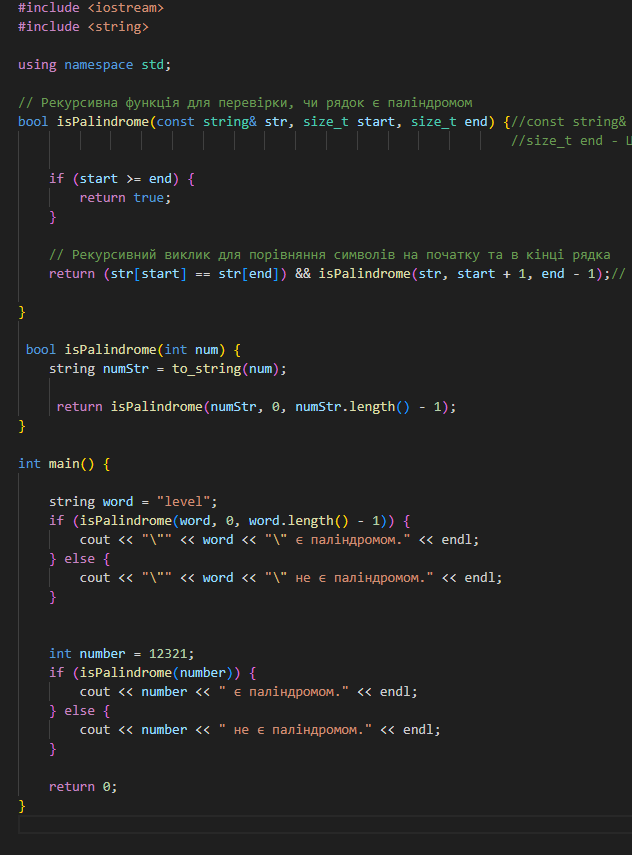 #include <iostream>
#include <string>
using namespace std;
// Рекурсивна функція для перевірки, чи рядок є паліндромом
bool isPalindrome(const string& str, size_t start, size_t end) {//const string&
//size_t end - Ц
if (start >= end) {
return true;
}
// Рекурсивний виклик для порівняння символів на початку та в кінці рядка
return (str[start] == str[end]) && isPalindrome(str, start + 1, end - 1);//
}
bool isPalindrome(int num) {
string numStr = to_string(num);
return isPalindrome(numStr, 0, numStr.length() - 1);
}
int main() {
string word = "level";
if (isPalindrome(word, 0, word.length() - 1)) {
cout << "\"" << word << "\" є паліндромом." << endl;
} else {
cout << "\"" << word << "\" не є паліндромом." << endl;
}
int number = 12321;
if (isPalindrome(number)) {
cout << number << " є паліндромом." << endl;
} else {
cout << number << " не є паліндромом." << endl;
}
return 0;
}